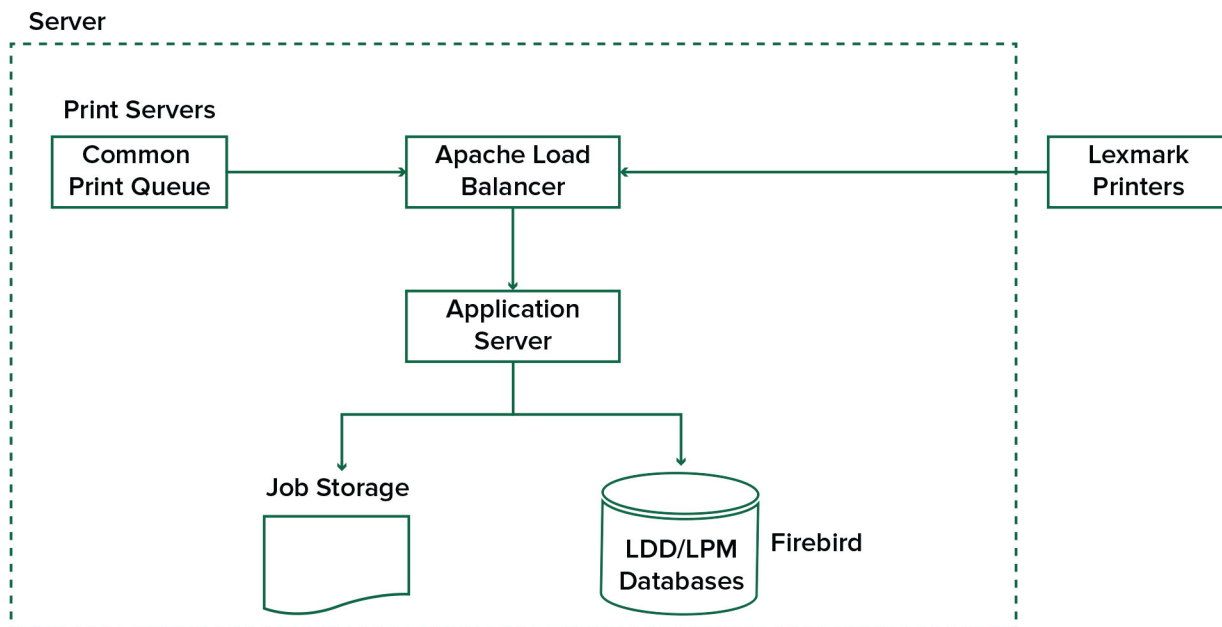 Server
Print Servers
Common
Print Queue
Apache Load
Balancer
Lexmark
Printers
Application
Server
Job Storage
LDD/LPM
Databases
Firebird